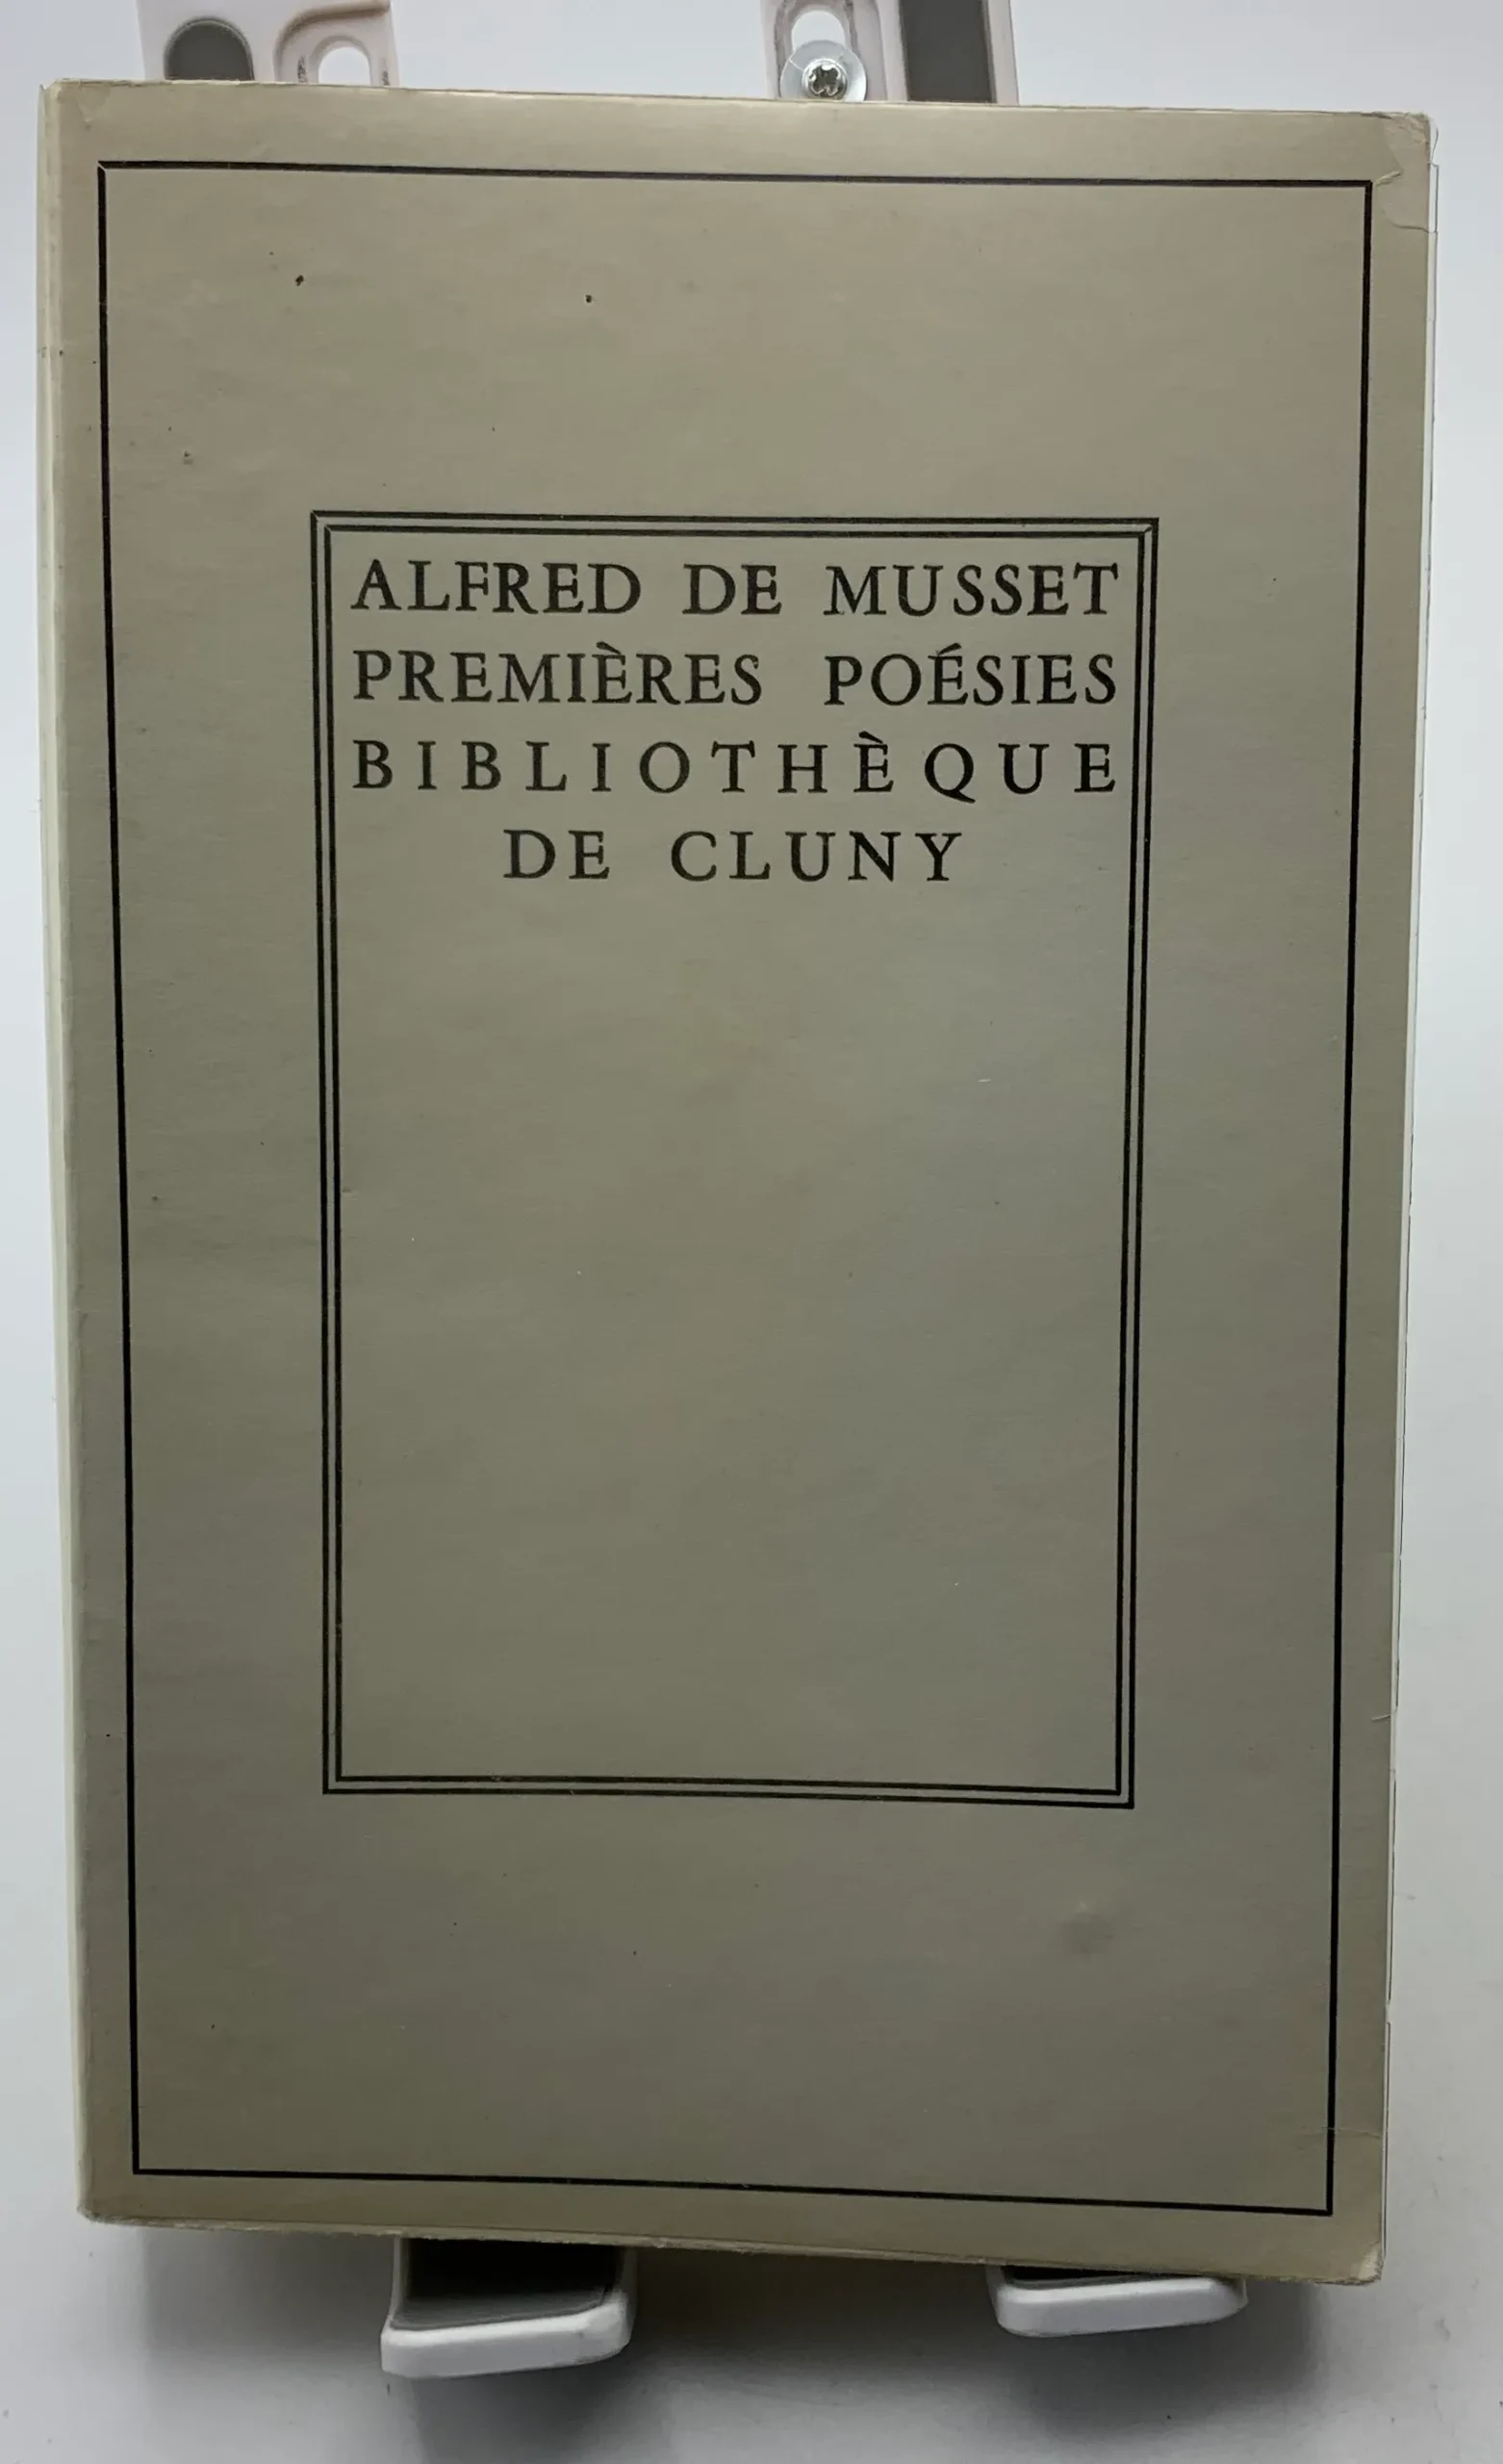 ALFRED DE MUSSET
PREMIÈRES POÉSIES
BIBLIOTHÈQUE
DE CLUNY